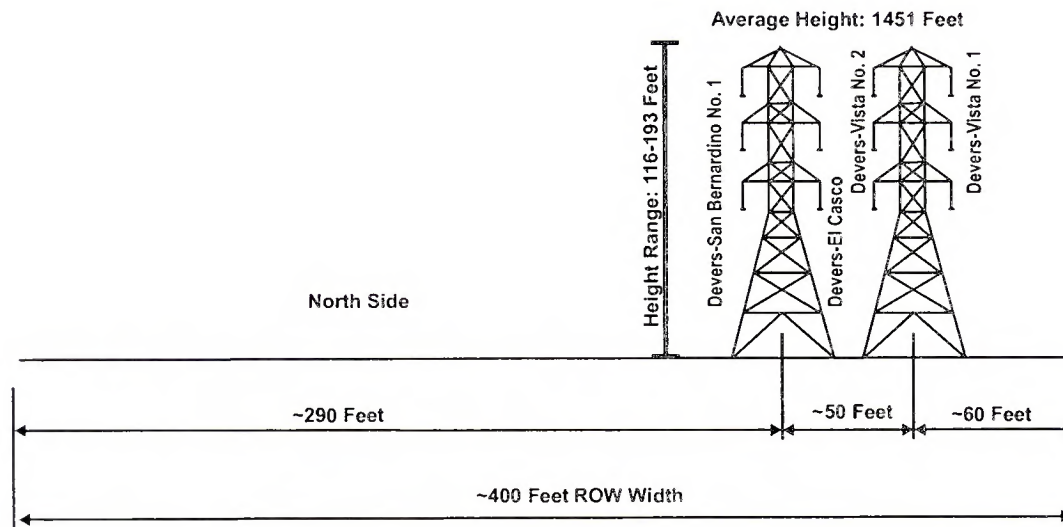 Average Height: 1451 Feet
Height Range: 116-193 Feet
Devers-San Bernardino No. 1
Devers-El Casco
Devers-Vista No. 2
Devers-Vista No. 1
North Side
~290 Feet
~50 Feet
~60 Feet
~400 Feet ROW Width